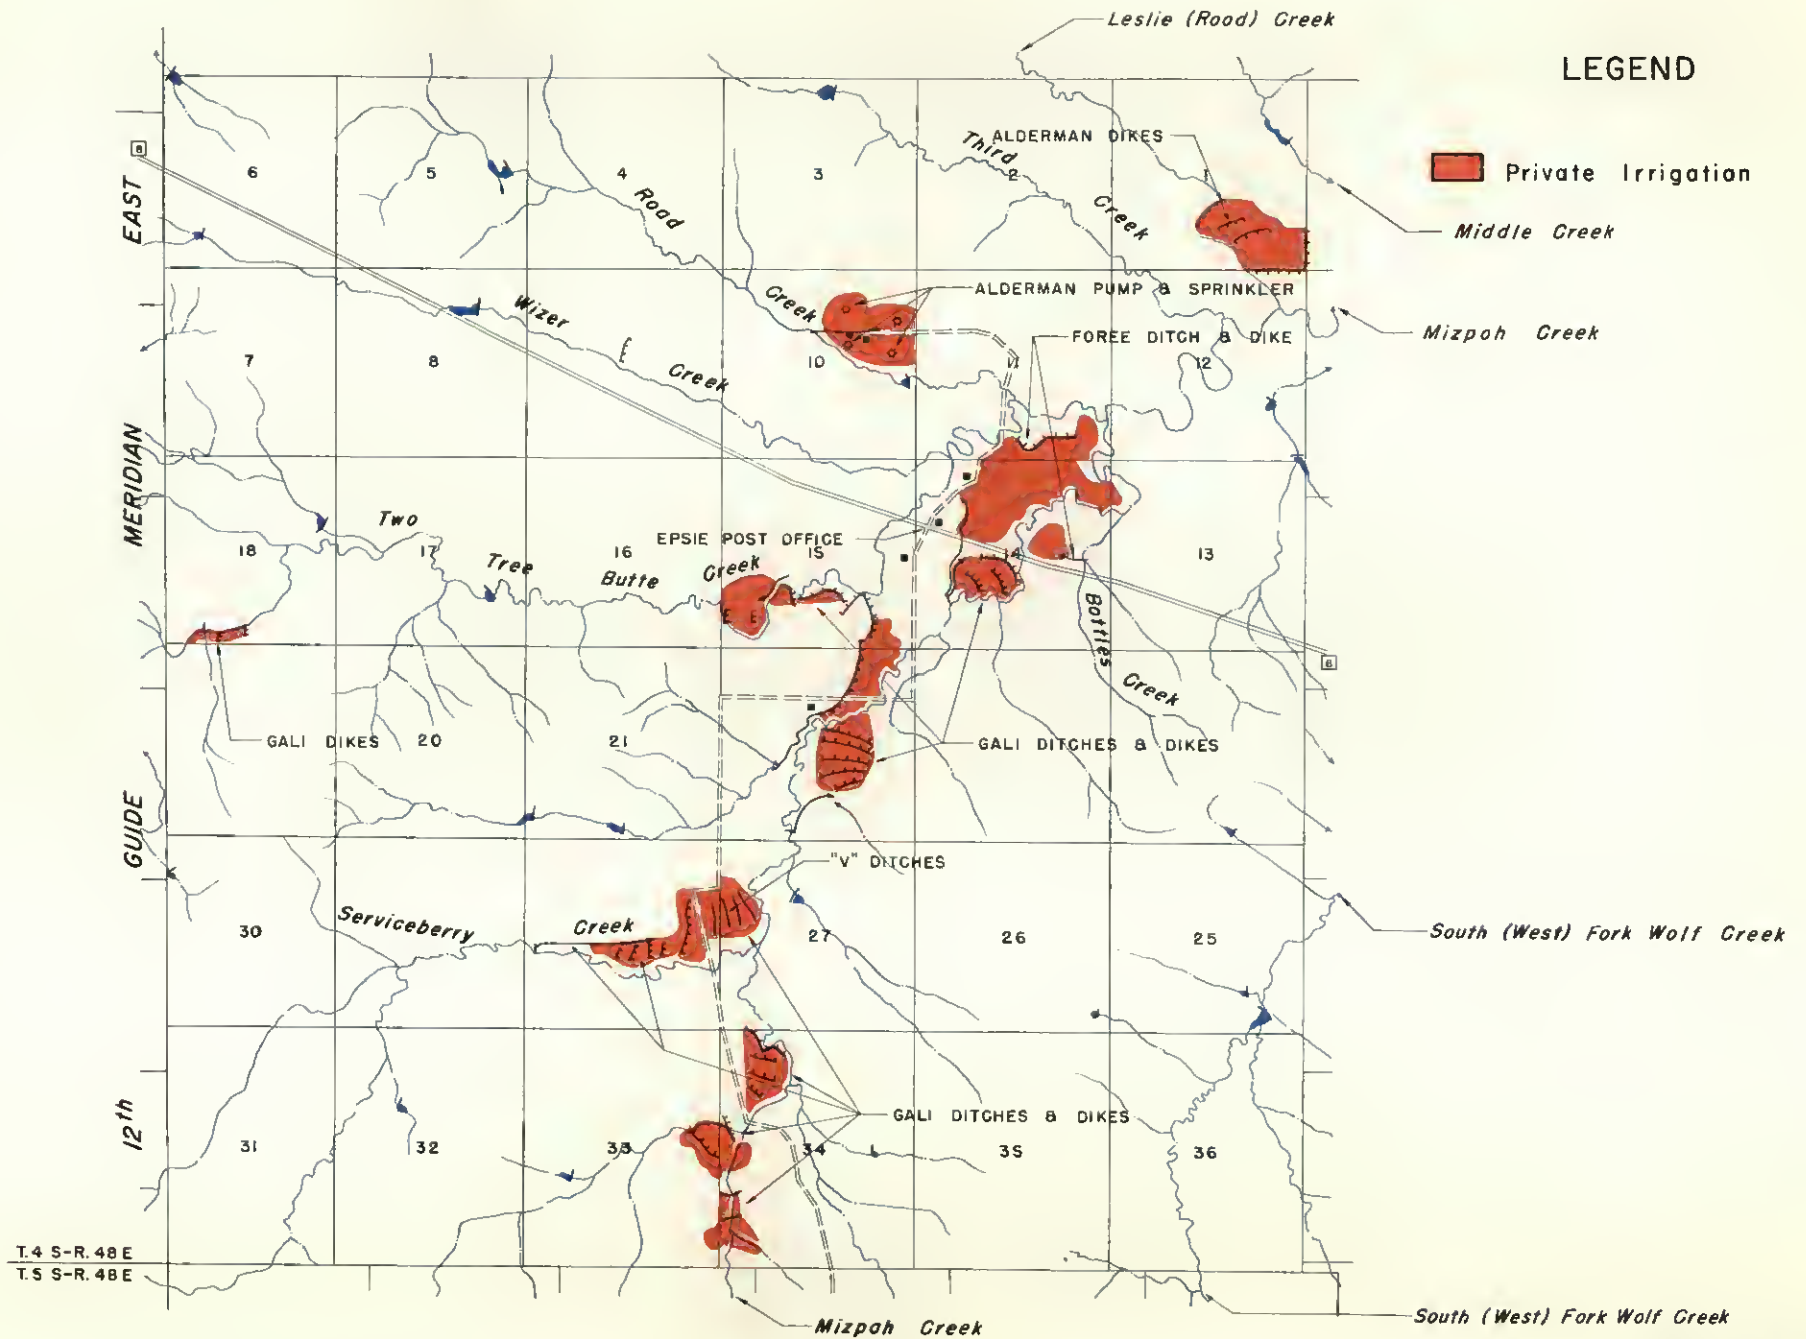 Leslie (Rood) Creek
LEGEND
Private Irrigation
ALDERMAN DIKES
Third
Creek
6
5
4
3
2
1
8
EAST
Road
Creek
Middle Creek
ALDERMAN PUMP & SPRINKLER
Wizer
Creek
FOREE DITCH & DIKE
Mizpah Creek
7
8
10
11
12
MERIDIAN
Two
Tree
Butte
Creek
EPSIE POST OFFICE
18
17
16
15
14
13
Bottles
Creek
8
GALI DIKES
20
21
GALI DITCHES & DIKES
GUIDE
"V" DITCHES
Serviceberry
Creek
30
27
26
25
South (West) Fork Wolf Creek
GALI DITCHES & DIKES
12th
31
32
33
34
35
36
T. 4 S-R. 48 E
T. 5 S-R. 48 E
Mizpah Creek
South (West) Fork Wolf Creek